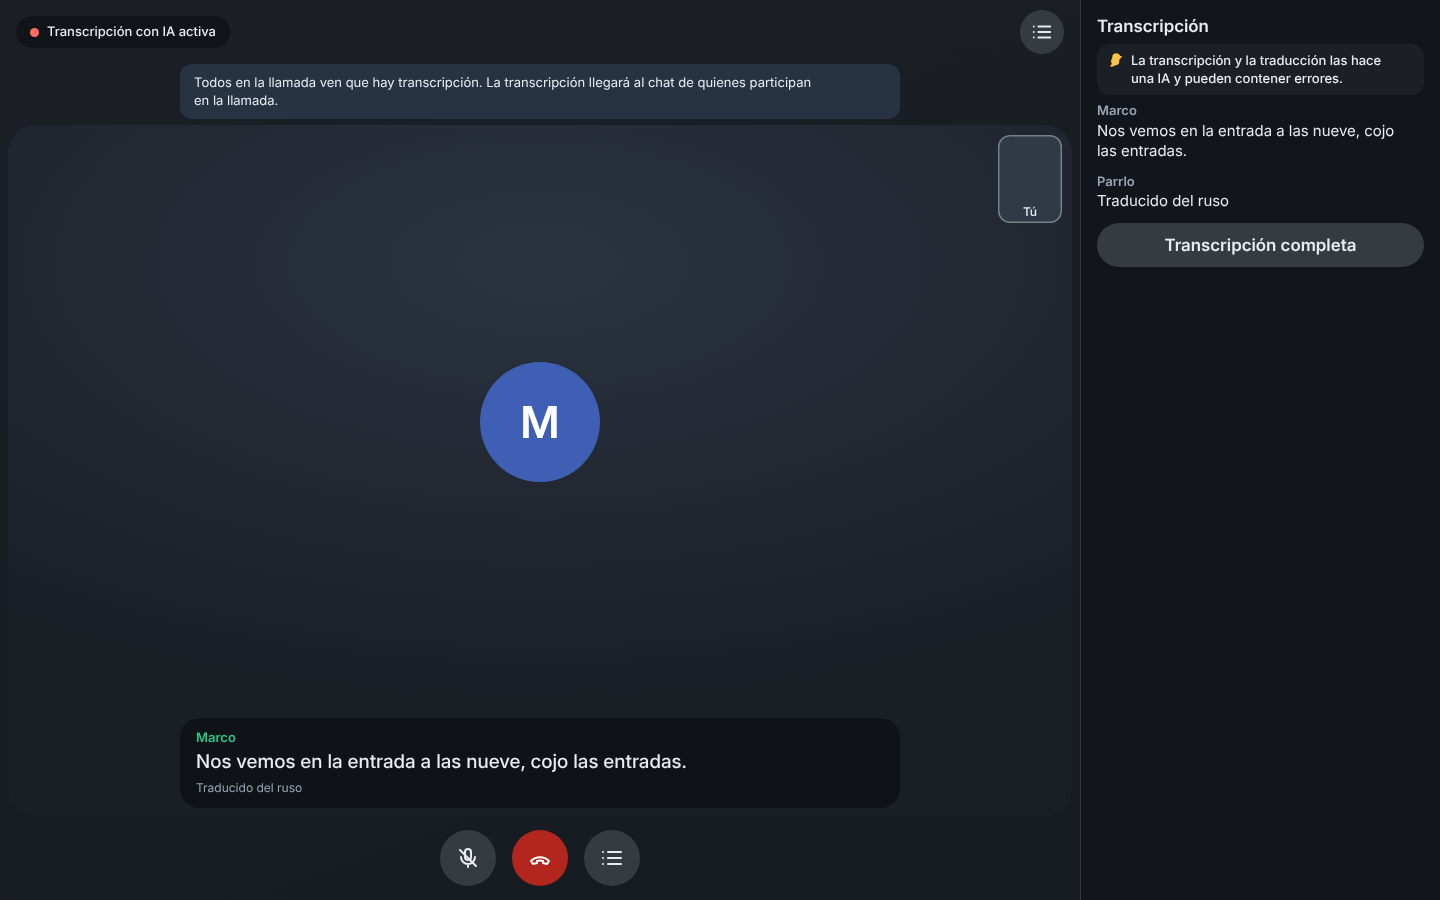 Transcripción con IA activa
Todos en la llamada ven que hay transcripción. La transcripción llegará al chat de quienes participan
en la llamada.
Tú
M
Marco
Nos vemos en la entrada a las nueve, cojo las entradas.
Traducido del ruso
Transcripción
La transcripción y la traducción las hace
una IA y pueden contener errores.
Marco
Nos vemos en la entrada a las nueve, cojo
las entradas.
Parrlo
Traducido del ruso
Transcripción completa